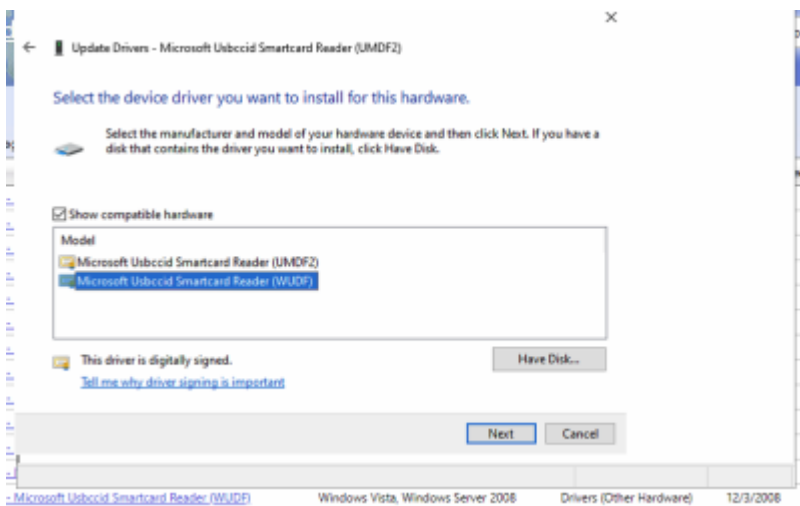 Update Drivers - Microsoft Usbccid Smartcard Reader (UMDF2)
Select the device driver you want to install for this hardware.
Select the manufacturer and model of your hardware device and then click Next. If you have a
disk that contains the driver you want to install, click Have Disk.
Show compatible hardware
Model
Microsoft Usbccid Smartcard Reader (UMDF2)
Microsoft Usbccid Smartcard Reader (WUDF)
This driver is digitally signed.
Have Disk...
Tell me why driver signing is important
Next Cancel
- Microsoft Usbccid Smartcard Reader (WUDF) Windows Vista, Windows Server 2008 Drivers (Other Hardware) 12/3/2008